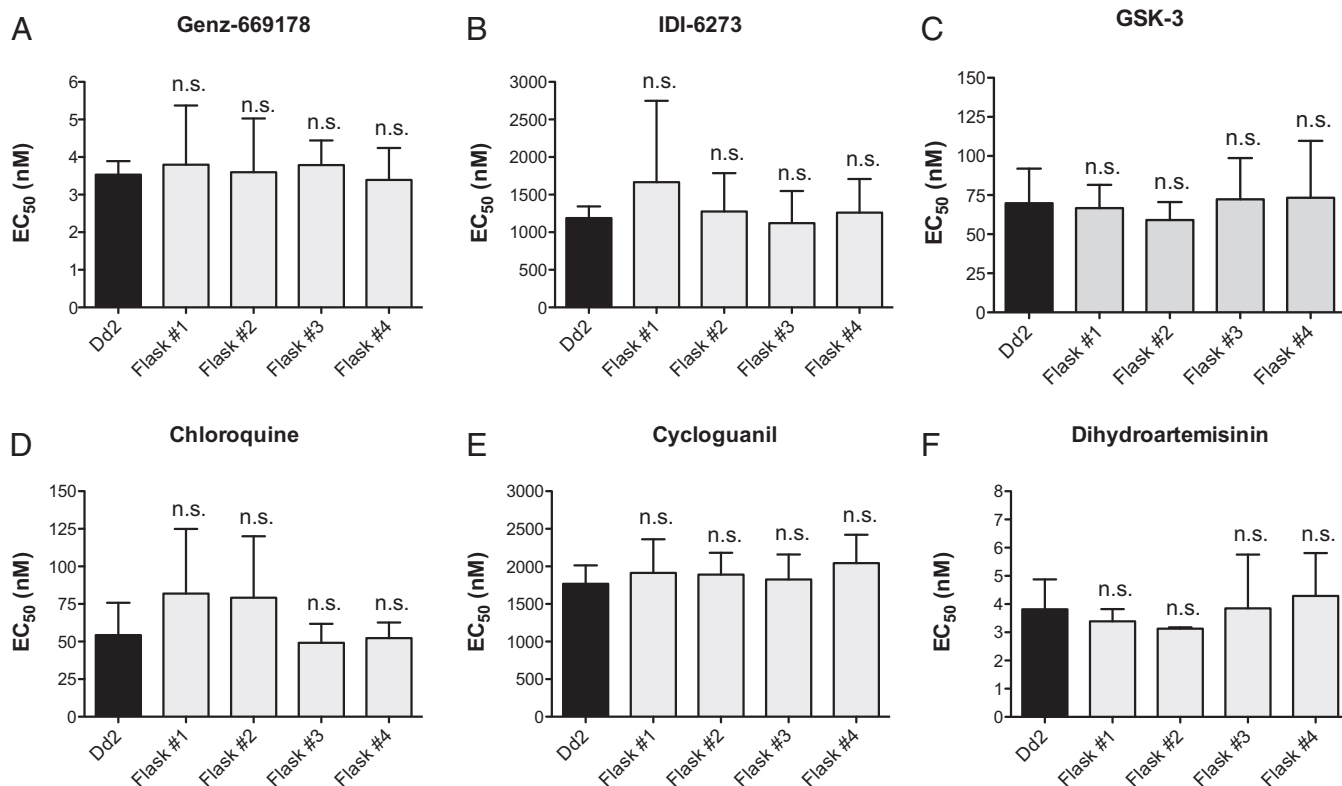 A
Genz-669178
EC50 (nM)
6
5
4
3
2
1
0
n.s.
n.s.
n.s.
n.s.
Dd2
Flask #1
Flask #2
Flask #3
Flask #4
B
IDI-6273
EC50 (nM)
3000
2500
2000
1500
1000
500
0
n.s.
n.s.
n.s.
n.s.
Dd2
Flask #1
Flask #2
Flask #3
Flask #4
C
GSK-3
EC50 (nM)
150
125
100
75
50
25
0
n.s.
n.s.
n.s.
n.s.
Dd2
Flask #1
Flask #2
Flask #3
Flask #4
D
Chloroquine
EC50 (nM)
150
125
100
75
50
25
0
n.s.
n.s.
n.s.
n.s.
Dd2
Flask #1
Flask #2
Flask #3
Flask #4
E
Cycloguanil
EC50 (nM)
3000
2500
2000
1500
1000
500
0
n.s.
n.s.
n.s.
n.s.
Dd2
Flask #1
Flask #2
Flask #3
Flask #4
F
Dihydroartemisinin
EC50 (nM)
8
7
6
5
4
3
2
1
0
n.s.
n.s.
n.s.
n.s.
Dd2
Flask #1
Flask #2
Flask #3
Flask #4